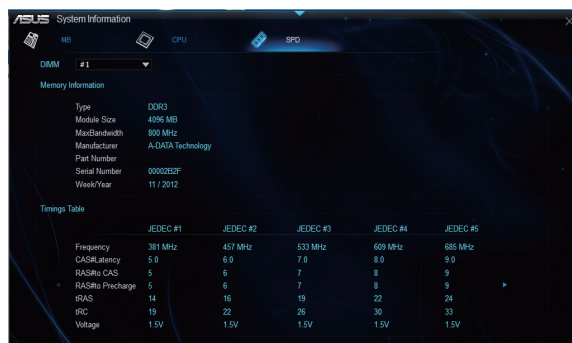 ASUS System Information
MB CPU SPD
DIMM #1
Memory Information
Type DDR3
Module Size 4096 MB
MaxBandwidth 800 MHz
Manufacturer A-DATA Technology
Part Number
Serial Number 00002B2F
Week/Year 11 / 2012
Timings Table
JEDEC #1 JEDEC #2 JEDEC #3 JEDEC #4 JEDEC #5
Frequency 381 MHz 457 MHz 533 MHz 609 MHz 685 MHz
CAS#Latency 5.0 6.0 7.0 8.0 9.0
RAS#to CAS 5 6 7 8 9
RAS#to Precharge 5 6 7 8 9
tRAS 14 16 19 22 24
tRC 19 22 26 30 33
Voltage 1.5V 1.5V 1.5V 1.5V 1.5V